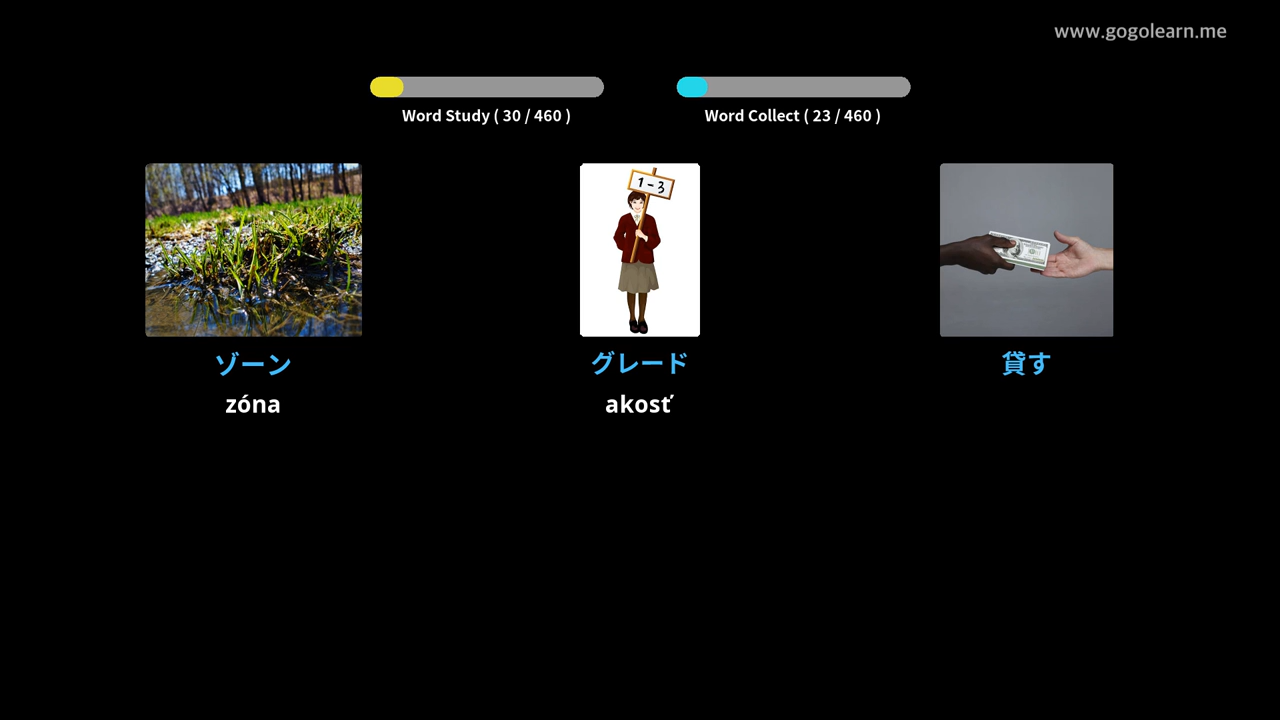 www.gogolearn.me
Word Study ( 30 / 460 )
Word Collect ( 23 / 460 )
1-3
ゾーン
グレード
貸す
zóna
akosť